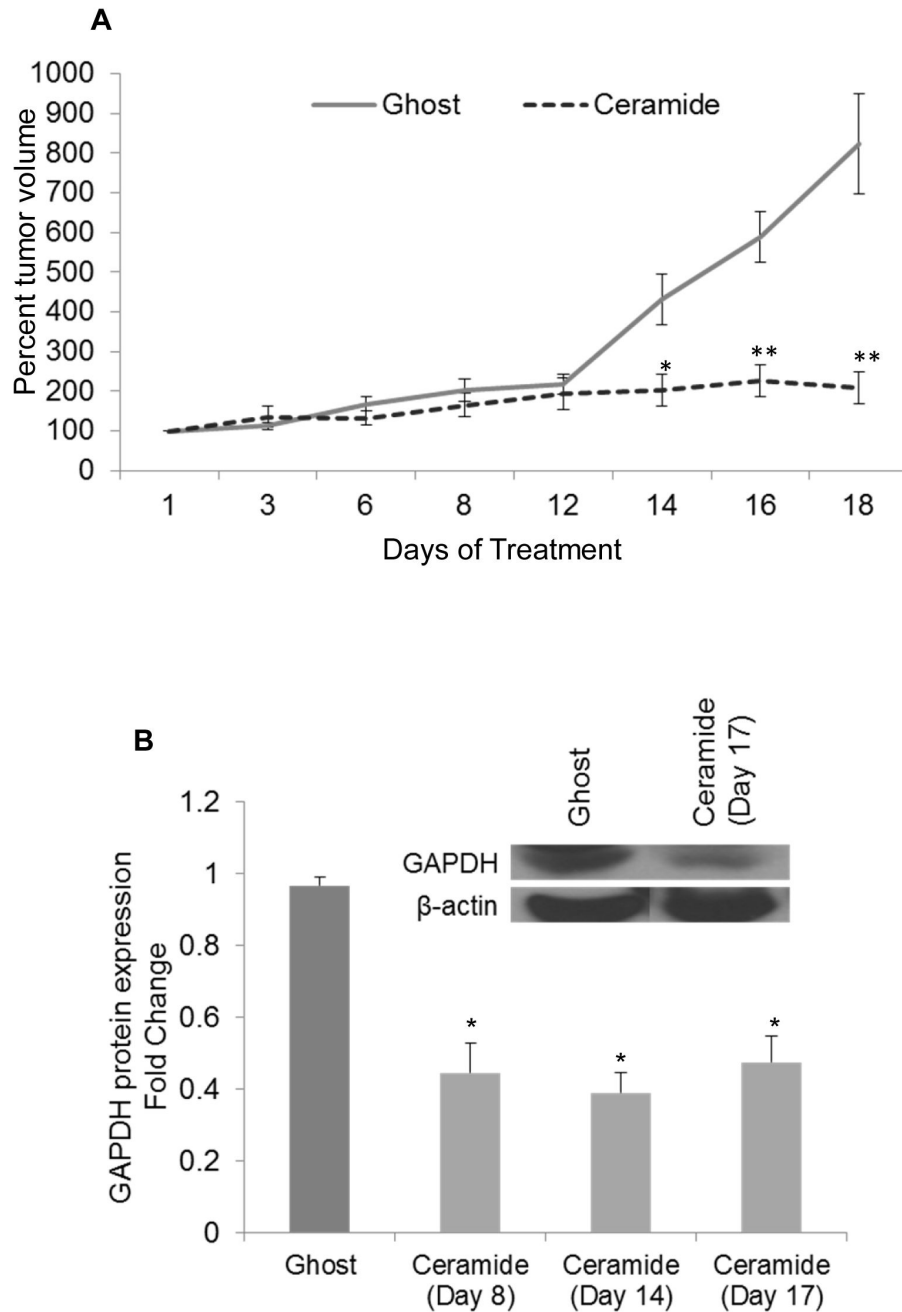 A
1000
900
800
700
600
500
400
300
200
100
0
Percent tumor volume
Ghost
Ceramide
*
**
**
1 3 6 8 12 14 16 18
Days of Treatment
B
Ghost
Ceramide
(Day 17)
GAPDH
β-actin
1.2
1
0.8
0.6
0.4
0.2
0
GAPDH protein expression
Fold Change
*
*
*
Ghost
Ceramide
(Day 8)
Ceramide
(Day 14)
Ceramide
(Day 17)